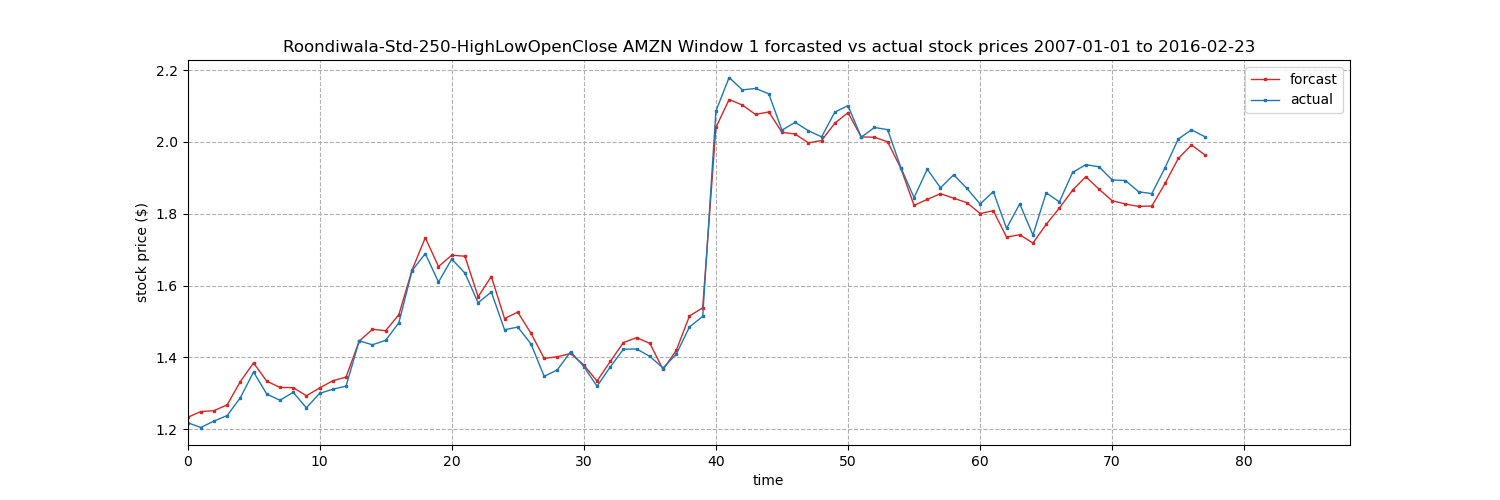 Roondiwala-Std-250-HighLowOpenClose AMZN Window 1 forcasted vs actual stock prices 2007-01-01 to 2016-02-23
forcast
actual
stock price ($)
2.2
2.0
1.8
1.6
1.4
1.2
0 10 20 30 40 50 60 70 80
time